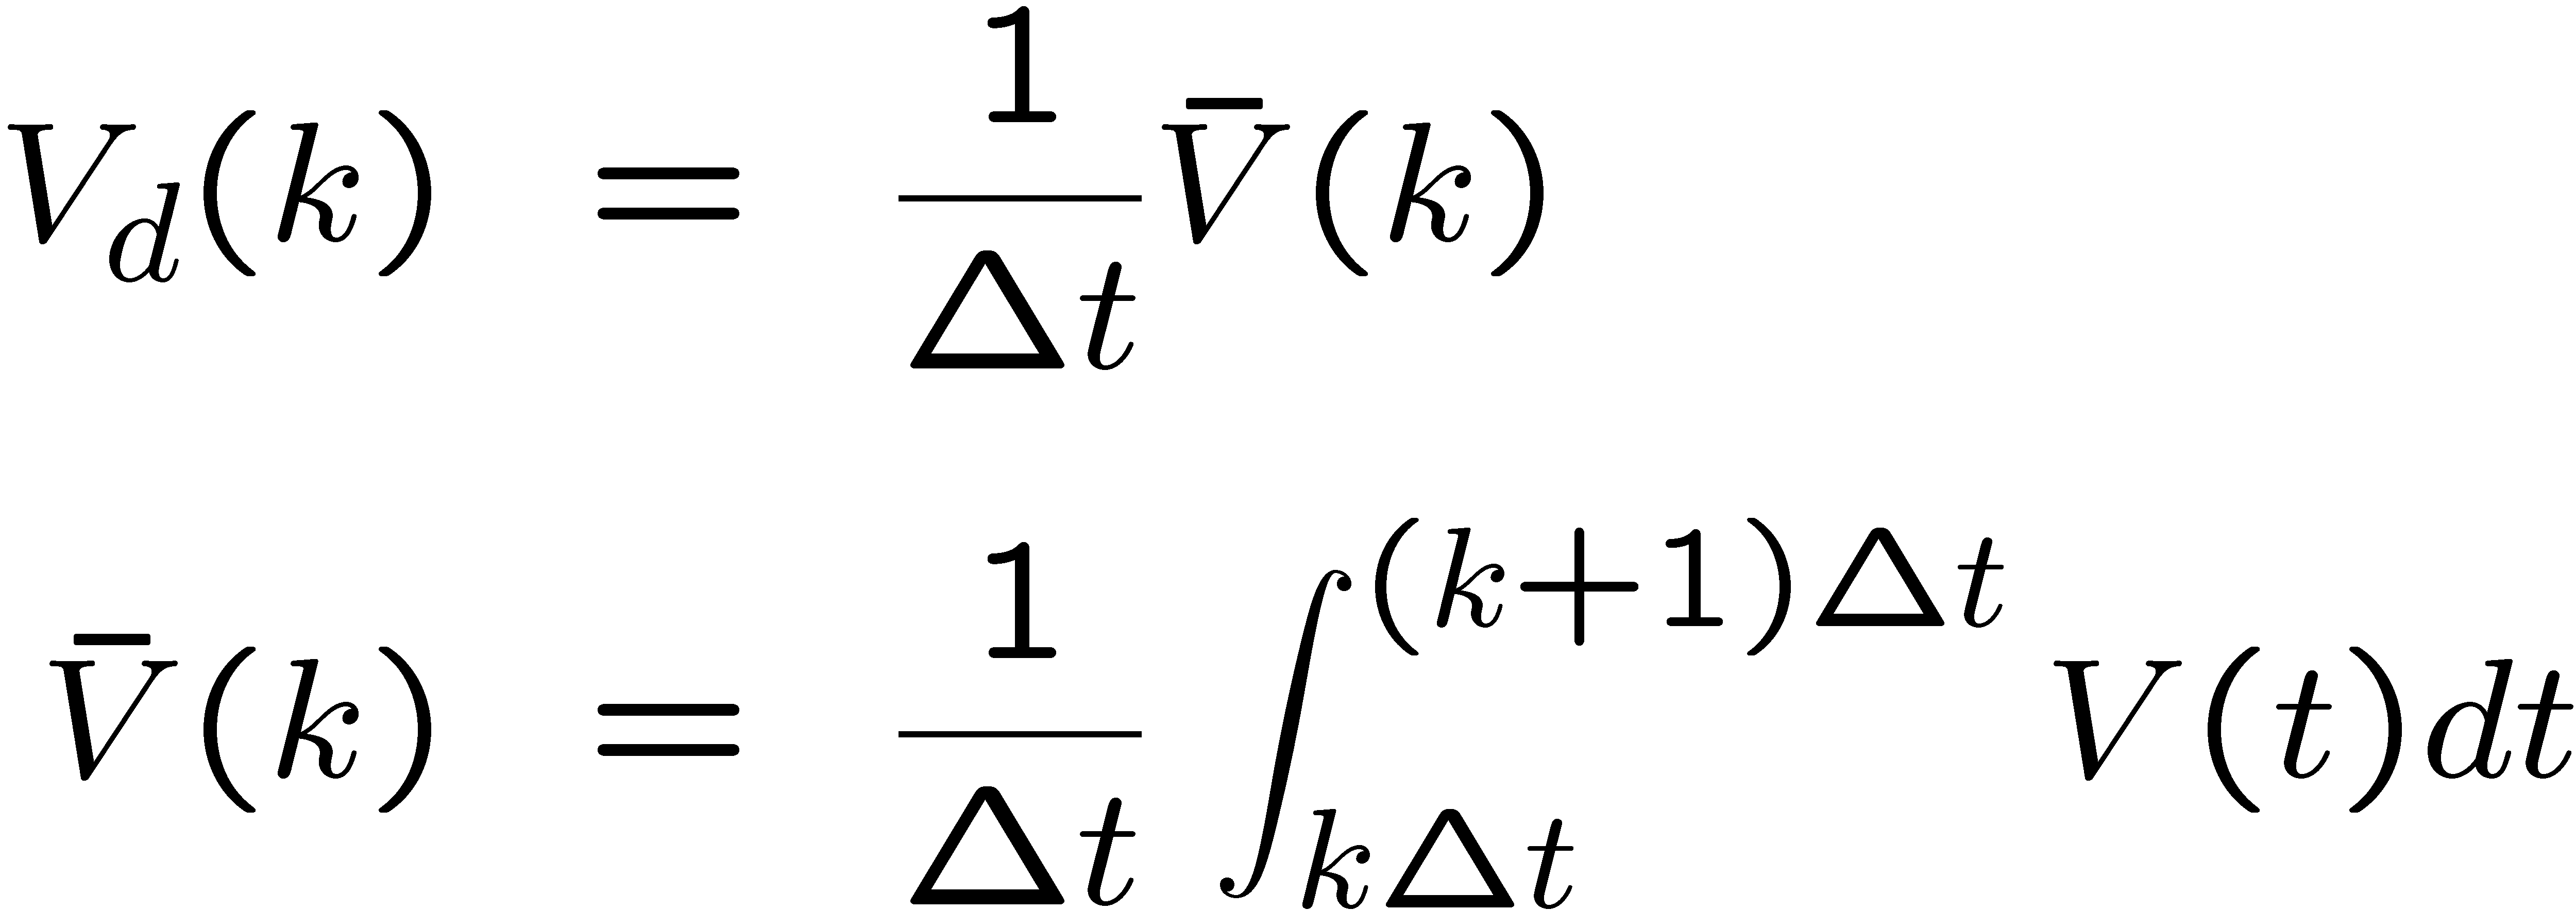 V_d(k) = \frac{1}{\Delta t} \bar{V}(k)
\bar{V}(k) = \frac{1}{\Delta t} \int_{k\Delta t}^{(k+1)\Delta t} V(t)dt